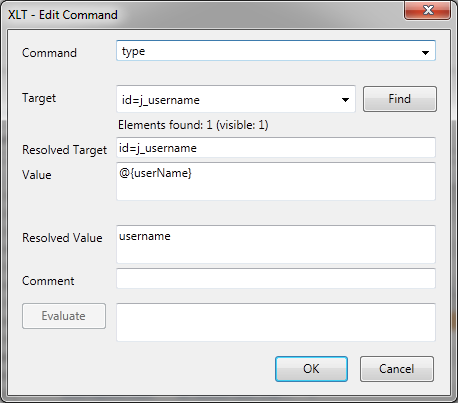 XLT - Edit Command
Command type
Target id=j_username Find
Elements found: 1 (visible: 1)
Resolved Target id=j_username
Value @{userName}
Resolved Value username
Comment
Evaluate
OK Cancel